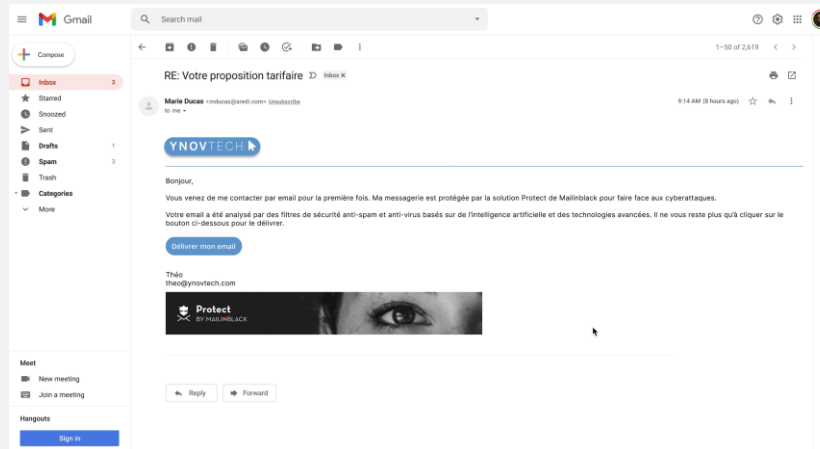 Gmail
Search mail
Compose
1–50 of 2,619
Inbox 3
Starred
Snoozed
Sent
Drafts 1
Spam 3
Trash
Categories
More
RE: Votre proposition tarifaire
Inbox x
Marie Ducas <mducas@aredi.com> Unsubscribe
9:14 AM (8 hours ago)
to me
YNOVTECH
Bonjour,
Vous venez de me contacter par email pour la première fois. Ma messagerie est protégée par la solution Protect de Mailinblack pour faire face aux cyberattaques.
Votre email a été analysé par des filtres de sécurité anti-spam et anti-virus basés sur de l'intelligence artificielle et des technologies avancées. Il ne vous reste plus qu'à cliquer sur le
bouton ci-dessous pour le délivrer.
Délivrer mon email
Théo
theo@ynovtech.com
Protect
BY MAILINBLACK
Reply
Forward
Meet
New meeting
Join a meeting
Hangouts
Sign in